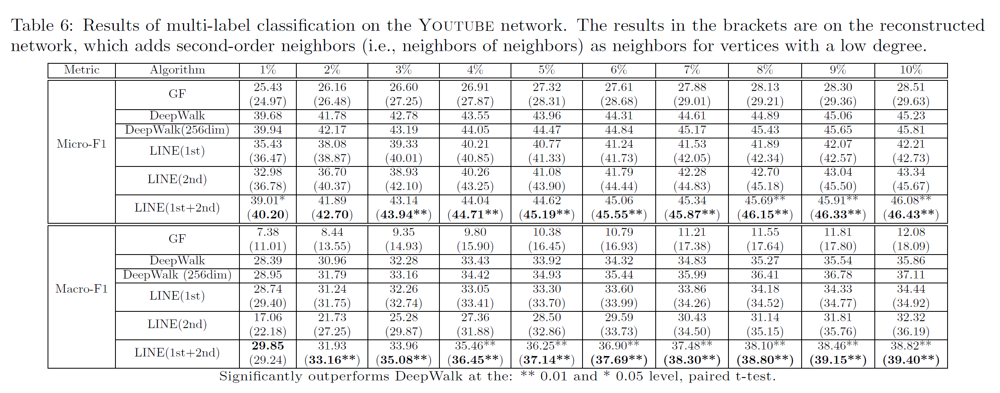 Table 6: Results of multi-label classification on the YOUTUBE network. The results in the brackets are on the reconstructed
network, which adds second-order neighbors (i.e., neighbors of neighbors) as neighbors for vertices with a low degree.
Metric Algorithm 1% 2% 3% 4% 5% 6% 7% 8% 9% 10%
Micro-F1
GF
25.43 26.16 26.60 26.91 27.32 27.61 27.88 28.13 28.30 28.51
(24.97) (26.48) (27.25) (27.87) (28.31) (28.68) (29.01) (29.21) (29.36) (29.63)
DeepWalk 39.68 41.78 42.78 43.55 43.96 44.31 44.61 44.89 45.06 45.23
DeepWalk(256dim) 39.94 42.17 43.19 44.05 44.47 44.84 45.17 45.43 45.65 45.81
LINE(1st)
35.43 38.08 39.33 40.21 40.77 41.24 41.53 41.89 42.07 42.21
(36.47) (38.87) (40.01) (40.85) (41.33) (41.73) (42.05) (42.34) (42.57) (42.73)
LINE(2nd)
32.98 36.70 38.93 40.26 41.08 41.79 42.28 42.70 43.04 43.34
(36.78) (40.37) (42.10) (43.25) (43.90) (44.44) (44.83) (45.18) (45.50) (45.67)
LINE(1st+2nd)
39.01* 41.89 43.14 44.04 44.62 45.06 45.34 45.69** 45.91** 46.08**
(40.20) (42.70) (43.94**) (44.71**) (45.19**) (45.55**) (45.87**) (46.15**) (46.33**) (46.43**)
Macro-F1
GF
7.38 8.44 9.35 9.80 10.38 10.79 11.21 11.55 11.81 12.08
(11.01) (13.55) (14.93) (15.90) (16.45) (16.93) (17.38) (17.64) (17.80) (18.09)
DeepWalk 28.39 30.96 32.28 33.43 33.92 34.32 34.83 35.27 35.54 35.86
DeepWalk (256dim) 28.95 31.79 33.16 34.42 34.93 35.44 35.99 36.41 36.78 37.11
LINE(1st)
28.74 31.24 32.26 33.05 33.30 33.60 33.86 34.18 34.33 34.44
(29.40) (31.75) (32.74) (33.41) (33.70) (33.99) (34.26) (34.52) (34.77) (34.92)
LINE(2nd)
17.06 21.73 25.28 27.36 28.50 29.59 30.43 31.14 31.81 32.32
(22.18) (27.25) (29.87) (31.88) (32.86) (33.73) (34.50) (35.15) (35.76) (36.19)
LINE(1st+2nd)
29.85 31.93 33.96 35.46** 36.25** 36.90** 37.48** 38.10** 38.46** 38.82**
(29.24) (33.16**) (35.08**) (36.45**) (37.14**) (37.69**) (38.30**) (38.80**) (39.15**) (39.40**)
Significantly outperforms DeepWalk at the: ** 0.01 and * 0.05 level, paired t-test.